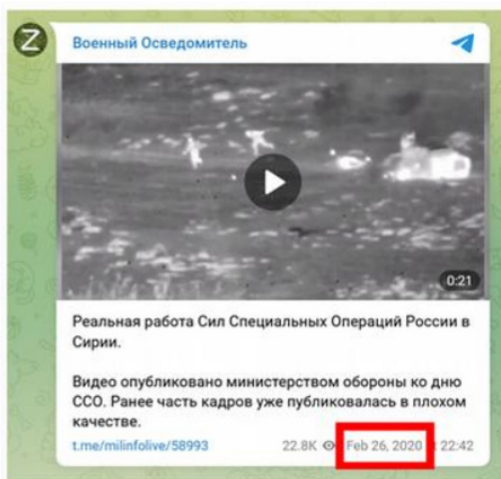 Z
Военный Осведомитель
0:21
Реальная работа Сил Специальных Операций России в
Сирии.
Видео опубликовано министерством обороны ко дню
ССО. Ранее часть кадров уже публиковалась в плохом
качестве.
t.me/milinfolive/58993 22.8K Feb 26, 2020 22:42